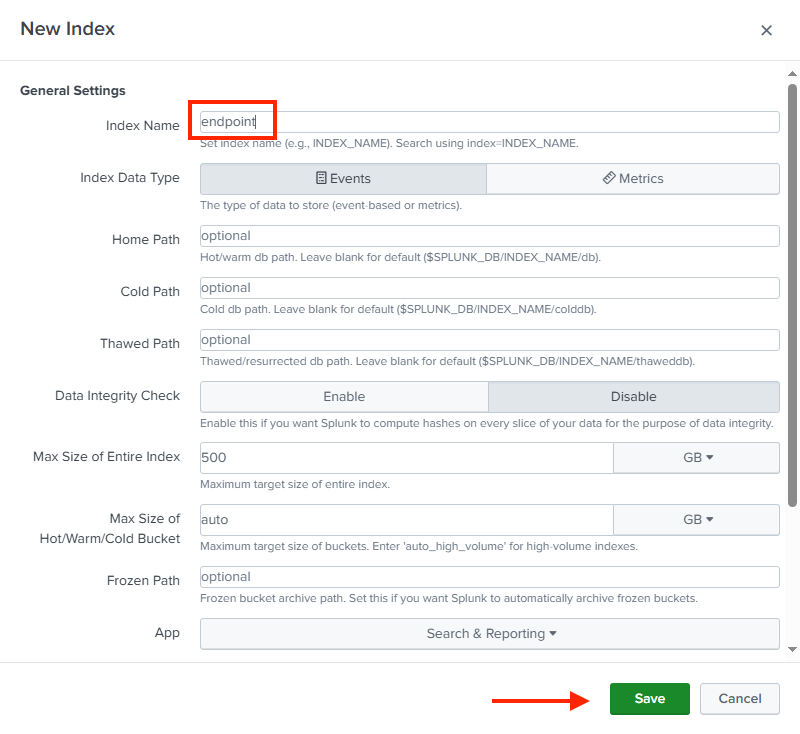 New Index
General Settings
Index Name
endpoint
Set index name (e.g., INDEX_NAME). Search using index=INDEX_NAME.
Index Data Type
Events
Metrics
The type of data to store (event-based or metrics).
Home Path
optional
Hot/warm db path. Leave blank for default ($SPLUNK_DB/INDEX_NAME/db).
Cold Path
optional
Cold db path. Leave blank for default ($SPLUNK_DB/INDEX_NAME/colddb).
Thawed Path
optional
Thawed/resurrected db path. Leave blank for default ($SPLUNK_DB/INDEX_NAME/thaweddb).
Data Integrity Check
Enable
Disable
Enable this if you want Splunk to compute hashes on every slice of your data for the purpose of data integrity.
Max Size of Entire Index
500
GB
Maximum target size of entire index.
Max Size of
Hot/Warm/Cold Bucket
auto
GB
Maximum target size of buckets. Enter 'auto_high_volume' for high-volume indexes.
Frozen Path
optional
Frozen bucket archive path. Set this if you want Splunk to automatically archive frozen buckets.
App
Search & Reporting
Save
Cancel